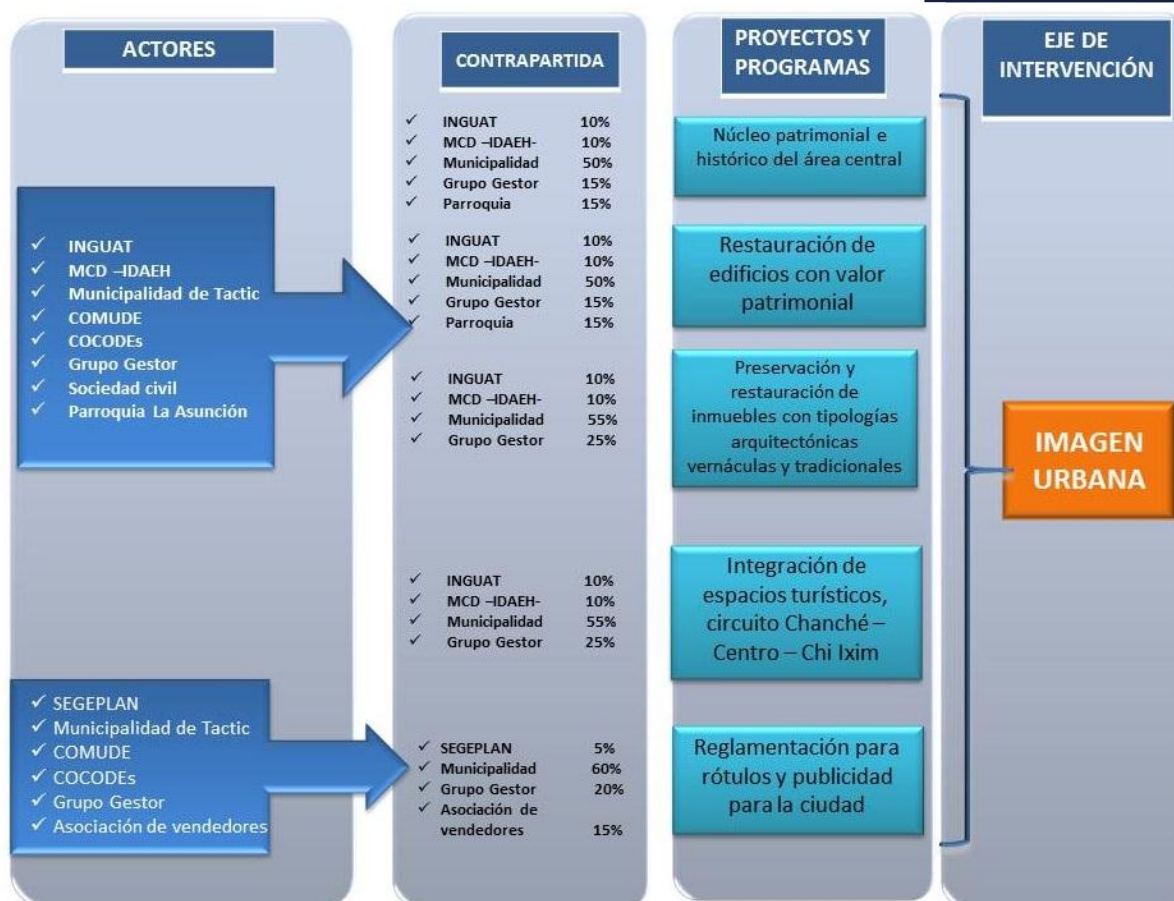 ACTORES
✓ INGUAT
✓ MCD –IDAEH
✓ Municipalidad de Tactic
✓ COMUDE
✓ COCODEs
✓ Grupo Gestor
✓ Sociedad civil
✓ Parroquia La Asunción
✓ SEGEPLAN
✓ Municipalidad de Tactic
✓ COMUDE
✓ COCODEs
✓ Grupo Gestor
✓ Asociación de vendedores
CONTRAPARTIDA
✓ INGUAT 10%
✓ MCD –IDAEH- 10%
✓ Municipalidad 50%
✓ Grupo Gestor 15%
✓ Parroquia 15%
✓ INGUAT 10%
✓ MCD –IDAEH- 10%
✓ Municipalidad 50%
✓ Grupo Gestor 15%
✓ Parroquia 15%
✓ INGUAT 10%
✓ MCD –IDAEH- 10%
✓ Municipalidad 55%
✓ Grupo Gestor 25%
✓ INGUAT 10%
✓ MCD –IDAEH- 10%
✓ Municipalidad 55%
✓ Grupo Gestor 25%
✓ SEGEPLAN 5%
✓ Municipalidad 60%
✓ Grupo Gestor 20%
✓ Asociación de
vendedores 15%
PROYECTOS Y
PROGRAMAS
Núcleo patrimonial e
histórico del área central
Restauración de
edificios con valor
patrimonial
Preservación y
restauración de
inmuebles con tipologías
arquitectónicas
vernáculas y tradicionales
Integración de
espacios turísticos,
circuito Chanché –
Centro – Chi Ixim
Reglamentación para
rótulos y publicidad
para la ciudad
EJE DE
INTERVENCIÓN
IMAGEN
URBANA